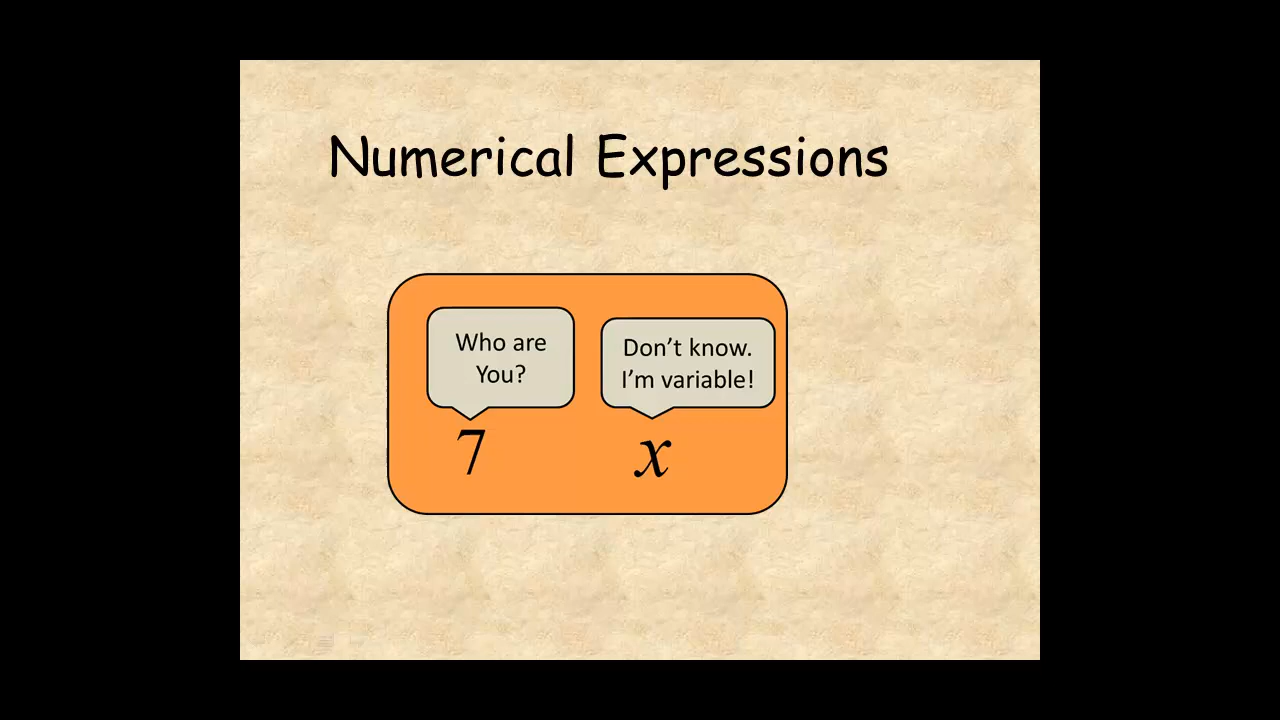 Numerical Expressions
Who are
You?
Don’t know.
I’m variable!
7
x